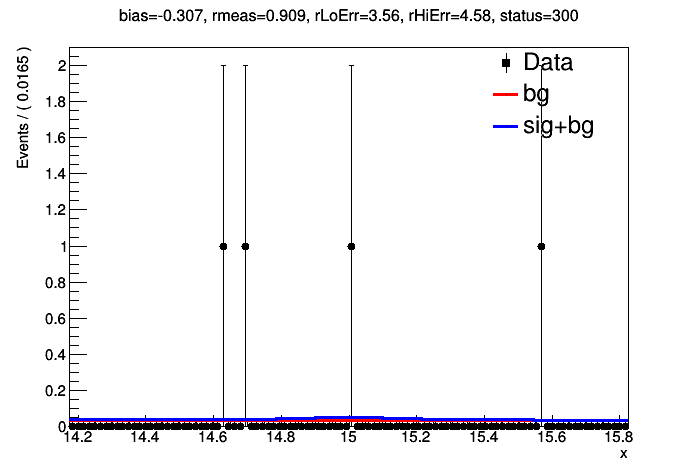 bias=-0.307, rmeas=0.909, rLoErr=3.56, rHiErr=4.58, status=300
Events / ( 0.0165 )
2
1.8
1.6
1.4
1.2
1
0.8
0.6
0.4
0.2
0
Data
bg
sig+bg
14.2 14.4 14.6 14.8 15 15.2 15.4 15.6 15.8
x